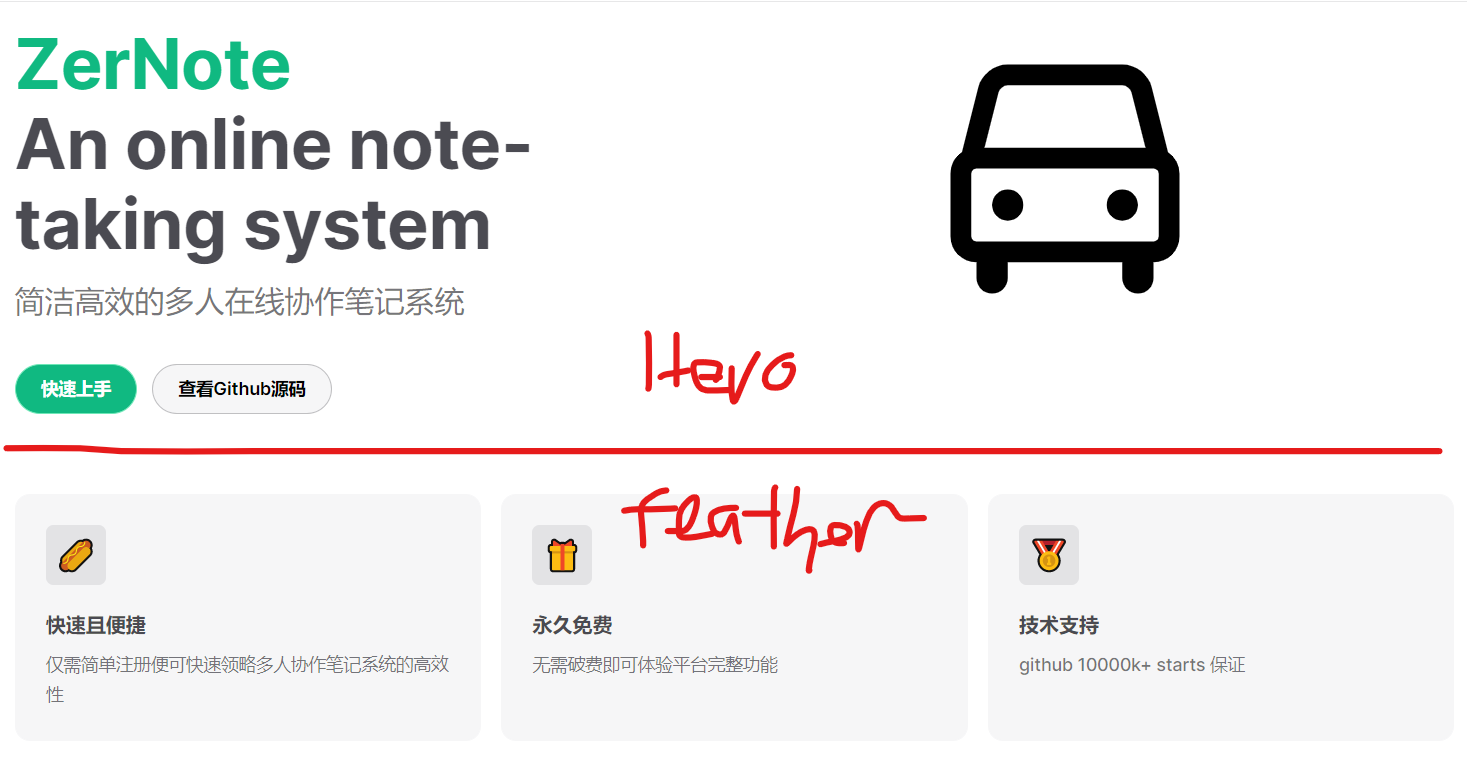 ZerNote
An online note-
taking system
简洁高效的多人在线协作笔记系统
Hero
快速上手 查看Github源码
feather
快速且便捷
仅需简单注册便可快速领略多人协作笔记系统的高效
性
永久免费
无需破费即可体验平台完整功能
技术支持
github 10000k+ starts 保证